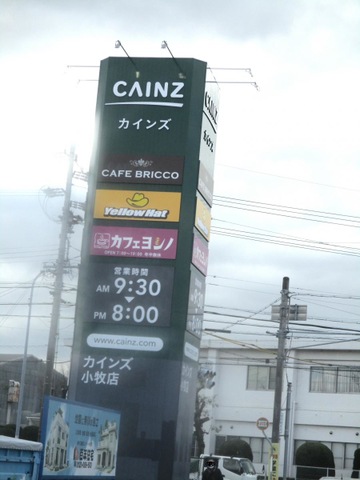 CAINZ
カインズ
CAFE BRICCO
Yellow Hat
カフェヨシノ
営業時間
AM 9:30
PM 8:00
www.cainz.com
カインズ
小牧店